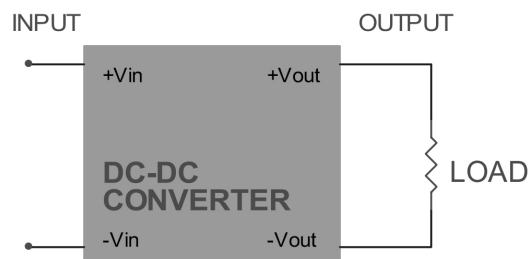 INPUT
OUTPUT
+Vin
+Vout
DC-DC
CONVERTER
LOAD
-Vin
-Vout